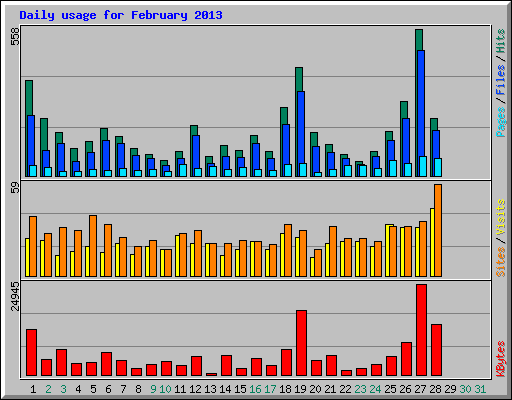 Daily usage for February 2013
558
Pages / Files / Hits
59
Sites / Visits
24945
KBytes
1 2 3 4 5 6 7 8 9 10 11 12 13 14 15 16 17 18 19 20 21 22 23 24 25 26 27 28 29 30 31